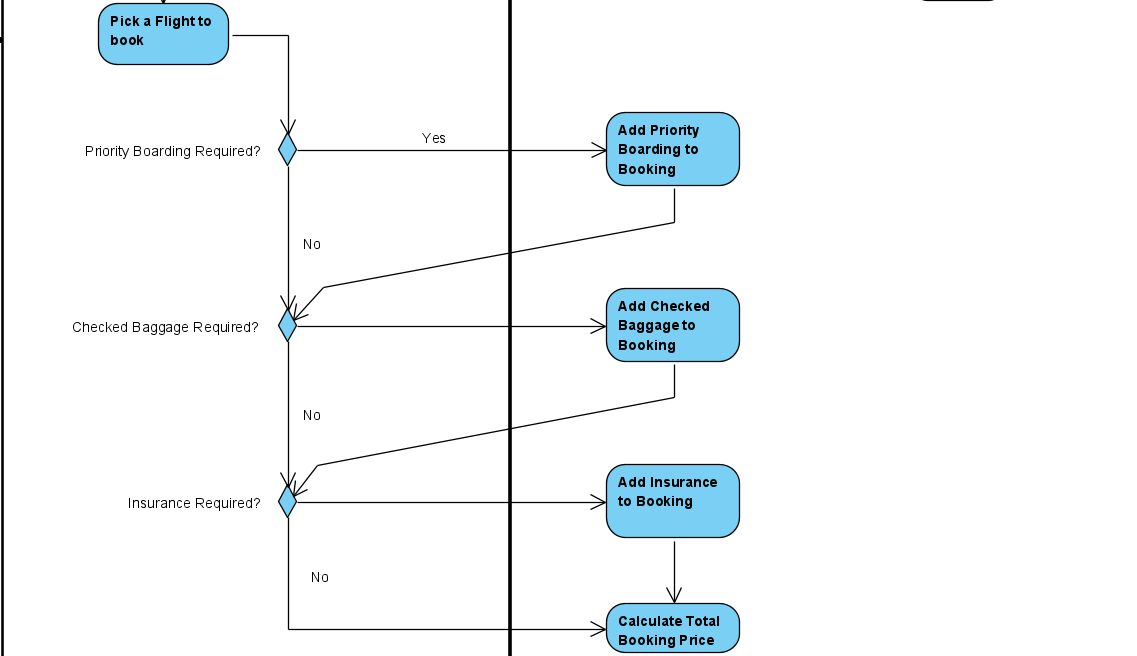 Pick a Flight to
book
Yes
Priority Boarding Required?
Add Priority
Boarding to
Booking
No
Checked Baggage Required?
Add Checked
Baggage to
Booking
No
Insurance Required?
Add Insurance
to Booking
No
Calculate Total
Booking Price